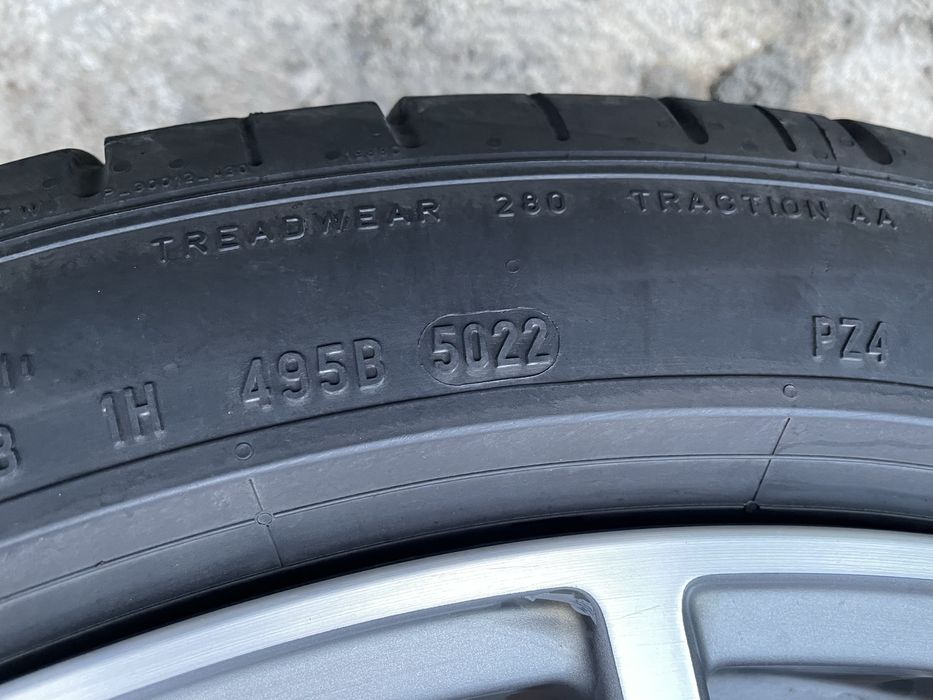 TREADWEAR 280 TRACTION AA
1H 495B 5022 PZ4